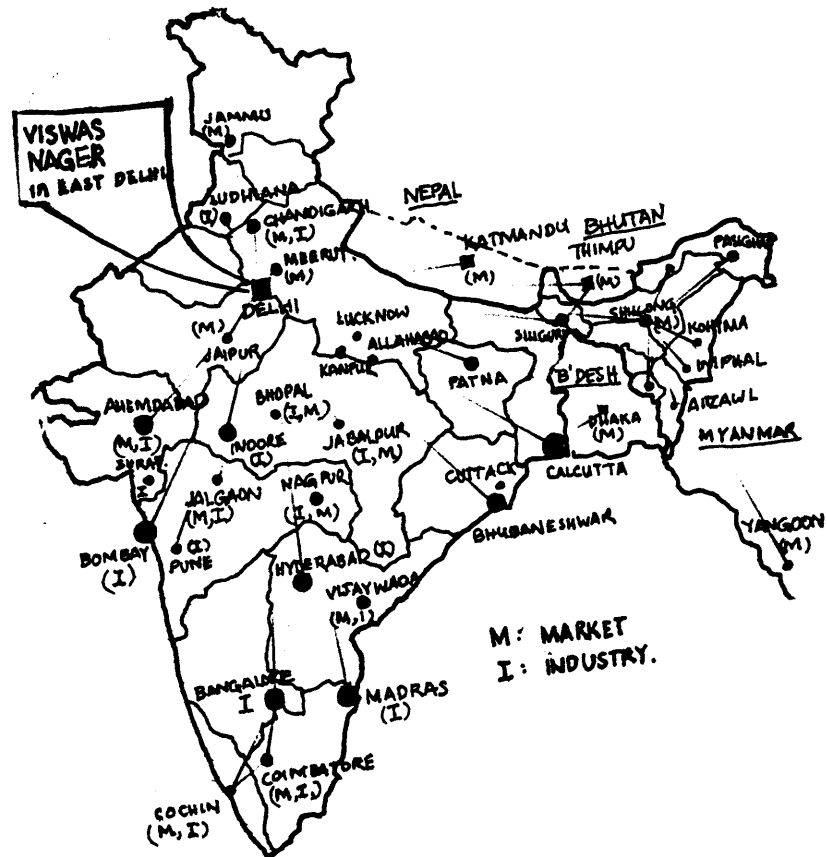 JAMMU
(M)
VISWAS
NAGER
in EAST DELHI
LUDHIANA
(I)
CHANDIGARH
(M, I)
NEPAL
KATMANDU
(M)
BHUTAN
THIMPU
(M)
MEERUT
(M)
DELHI
(M)
JAIPUR
LUCKNOW
ALLAHABAD
KANPUR
SILIGURI
SHILLONG
(M)
KOHIMA
IMPHAL
AIZAWL
PATNA
B'DESH
DHAKA
(M)
MYANMAR
AHEMDABAD
(M, I)
SURAT
I
BHOPAL
(I, M)
INDORE
(I)
JABALPUR
(I, M)
JALGAON
(M, I)
NAGPUR
(I, M)
CUTTACK
CALCUTTA
BHUBANESHWAR
YANGOON
(M)
BOMBAY
(I)
(I)
PUNE
HYDERABAD (I)
VIJAYWADA
(M, I)
M: MARKET
I: INDUSTRY.
BANGALORE
I
MADRAS
(I)
COIMBATORE
(M, I,)
COCHIN
(M, I)